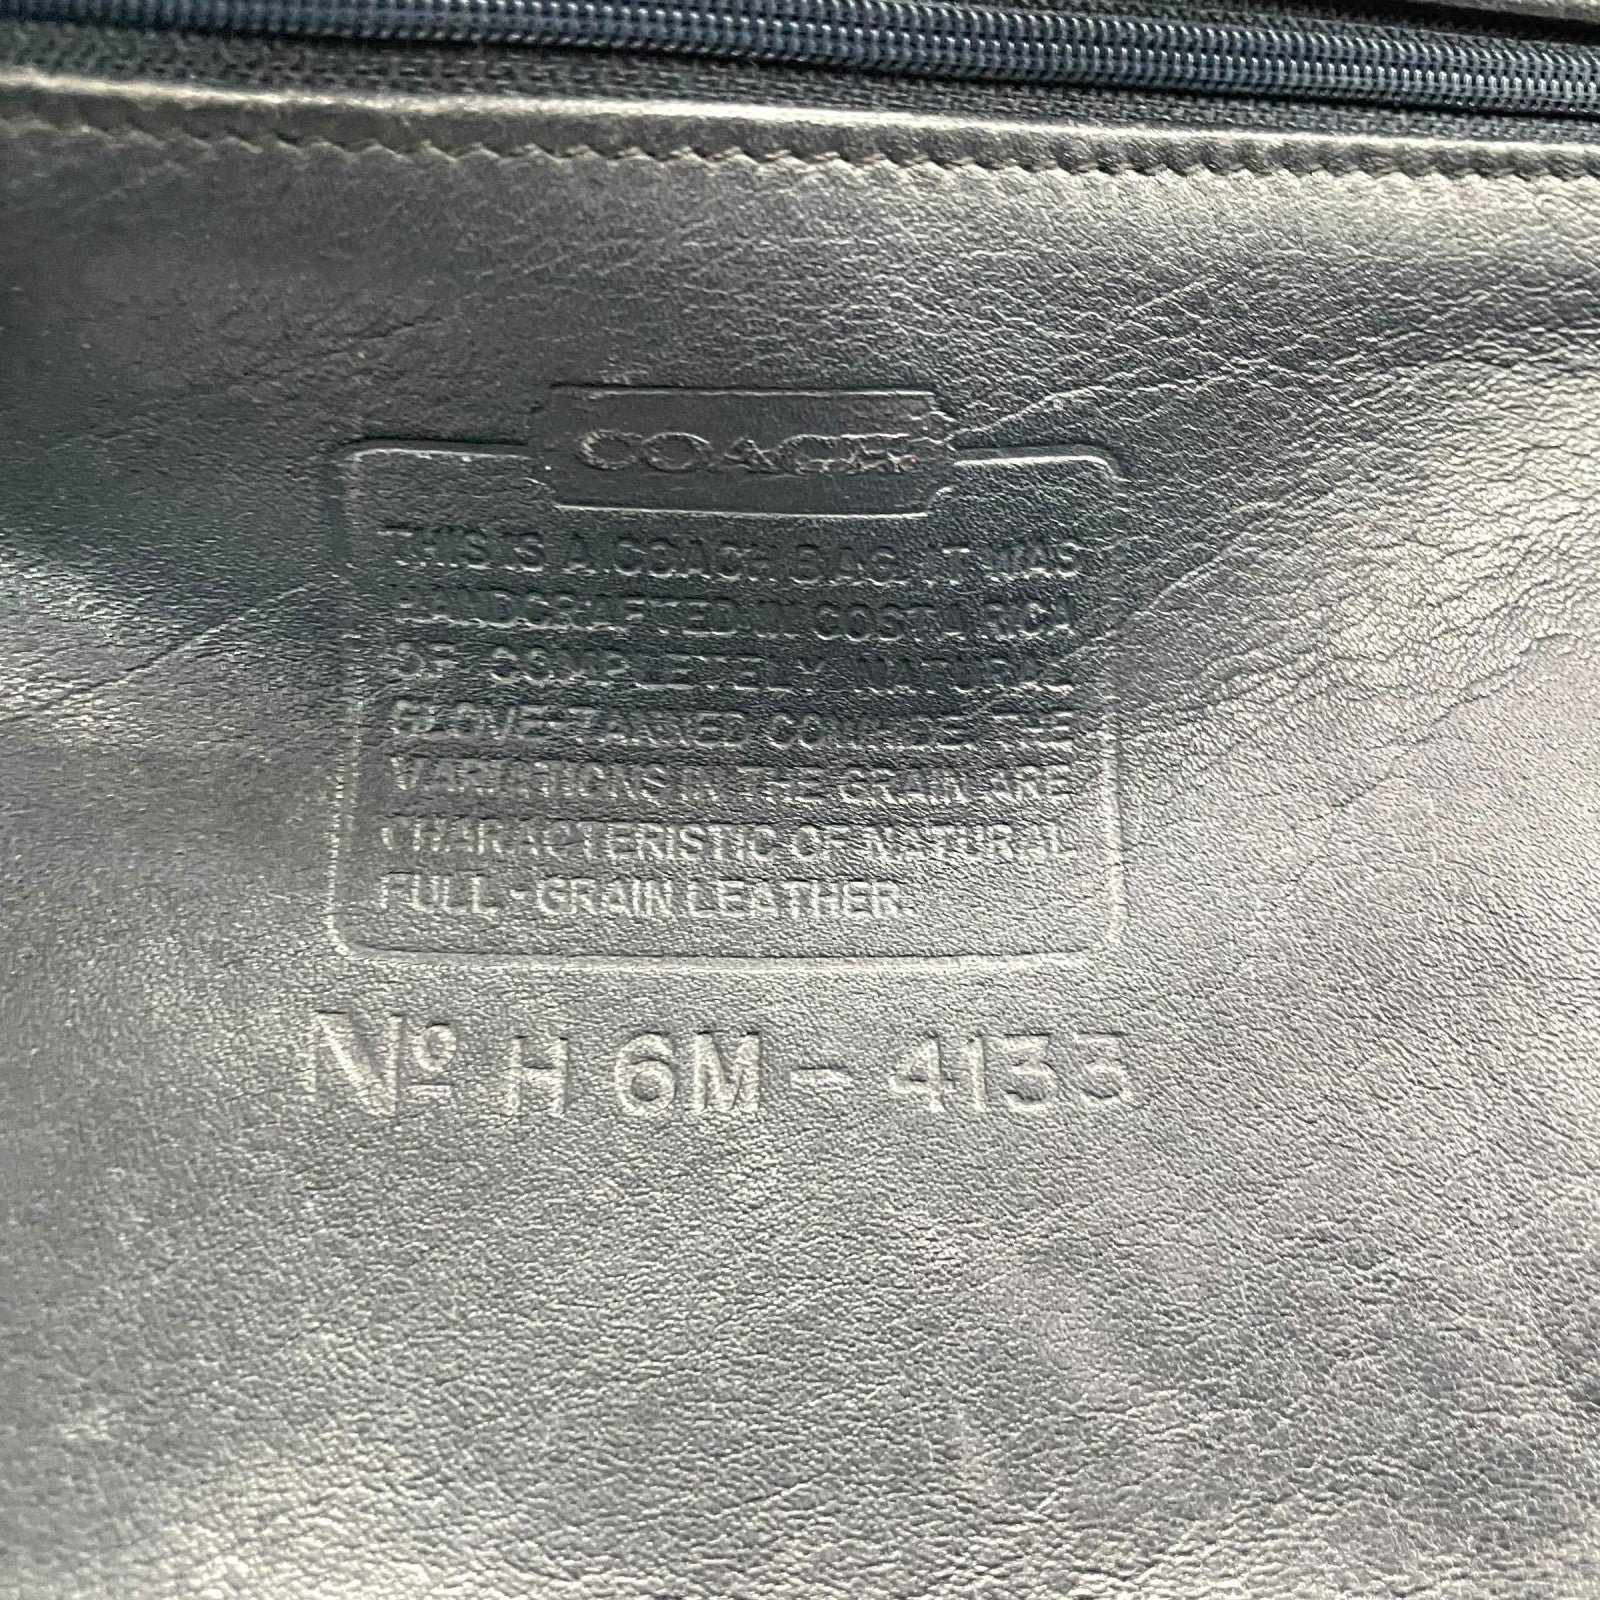 COACH
THIS IS A COACH BAG. IT WAS
HANDCRAFTED IN COSTA RICA
OF COMPLETELY NATURAL
GLOVE-TANNED COWHIDE. THE
VARIATIONS IN THE GRAIN ARE
CHARACTERISTIC OF NATURAL
FULL-GRAIN LEATHER.
Nº H6M-4133